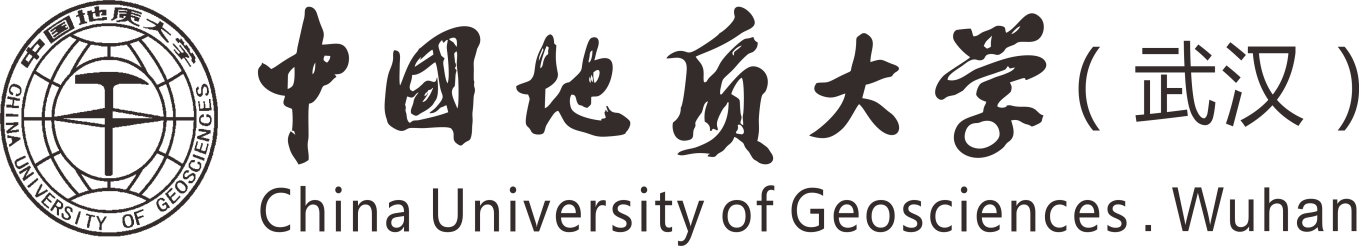 中国地质大学
CHINA UNIVERSITY OF GEOSCIENCES
中國地质大学(武汉)
China University of Geosciences . Wuhan